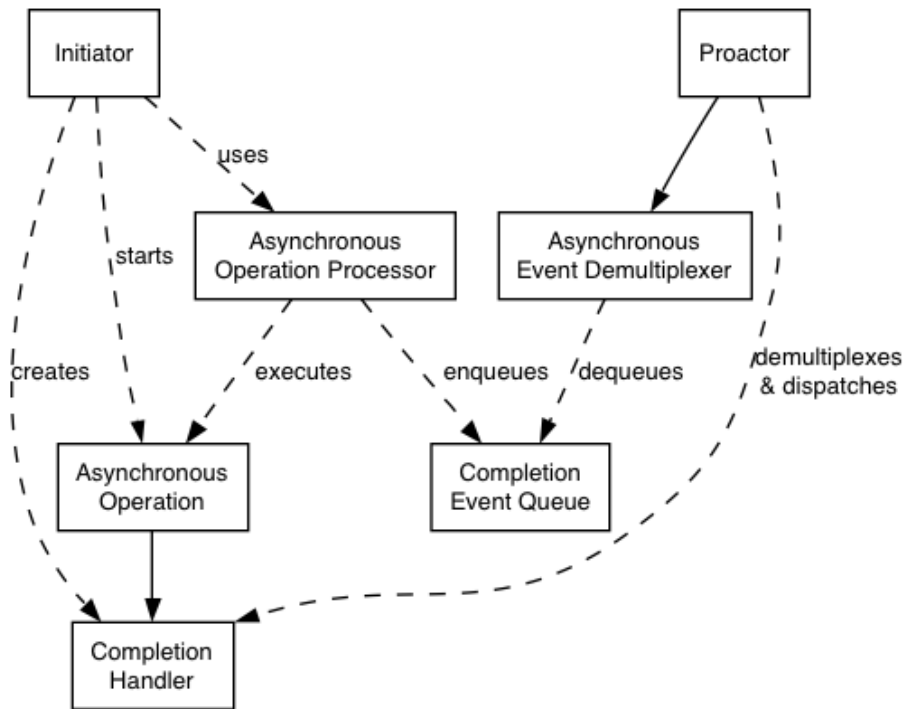 Initiator
Proactor
uses
Asynchronous
Operation Processor
Asynchronous
Event Demultiplexer
starts
creates
executes
enqueues
dequeues
demultiplexes
& dispatches
Asynchronous
Operation
Completion
Event Queue
Completion
Handler